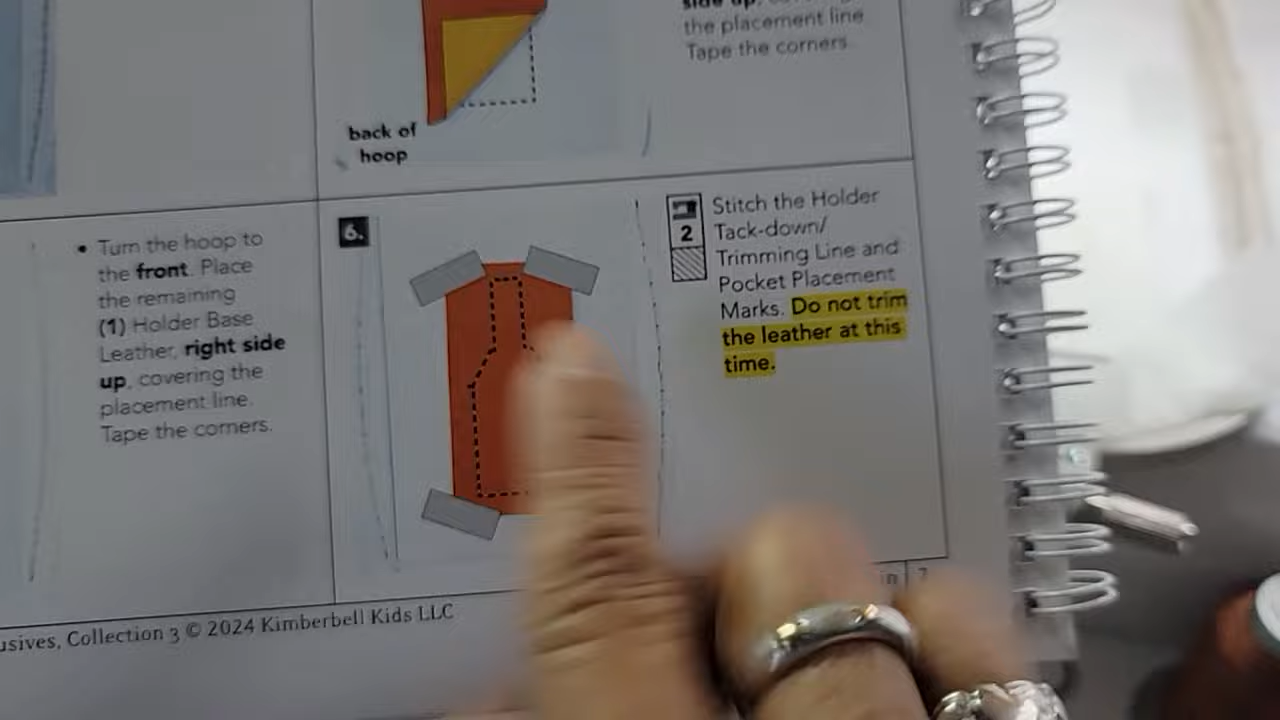 side up,
the placement line.
Tape the corners.
back of
hoop
• Turn the hoop to
the front. Place
the remaining
(1) Holder Base
Leather, right side
up, covering the
placement line.
Tape the corners.
6.
2
Stitch the Holder
Tack-down/
Trimming Line and
Pocket Placement
Marks. Do not trim
the leather at this
time.
in | 7
usives, Collection 3 © 2024 Kimberbell Kids LLC